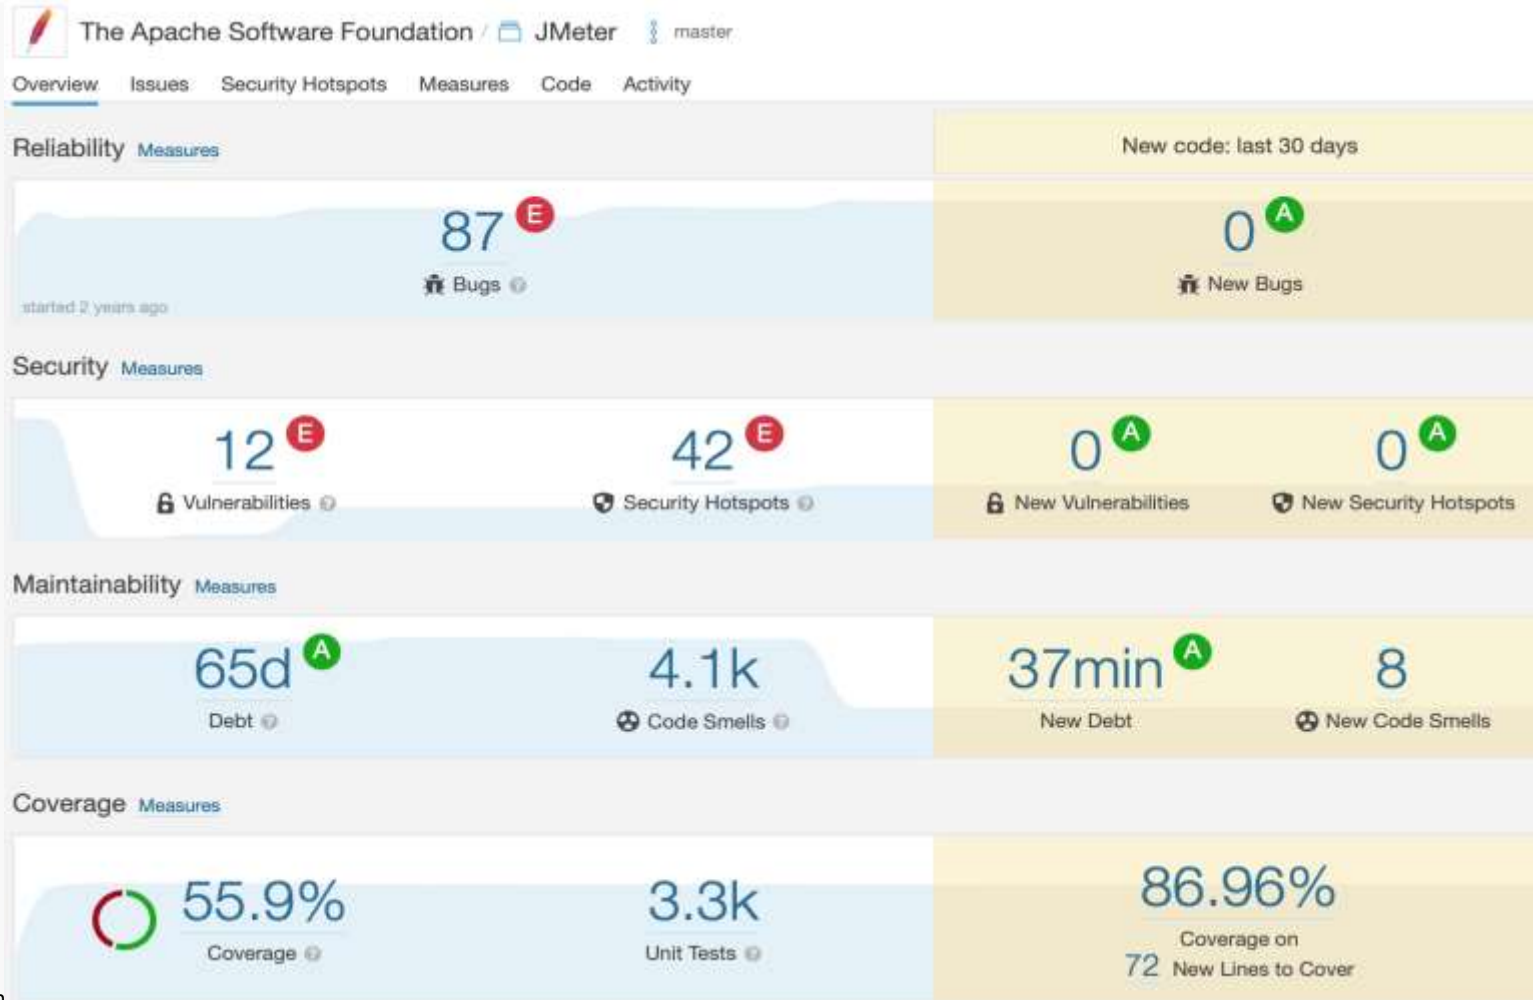 The Apache Software Foundation / JMeter master
Overview Issues Security Hotspots Measures Code Activity
Reliability Measures
New code: last 30 days
87 E
Bugs ?
started 2 years ago
0 A
New Bugs
Security Measures
12 E
Vulnerabilities ?
42 E
Security Hotspots ?
0 A
New Vulnerabilities
0 A
New Security Hotspots
Maintainability Measures
65d A
Debt ?
4.1k
Code Smells ?
37min A
New Debt
8
New Code Smells
Coverage Measures
55.9%
Coverage ?
3.3k
Unit Tests ?
86.96%
Coverage on
72 New Lines to Cover